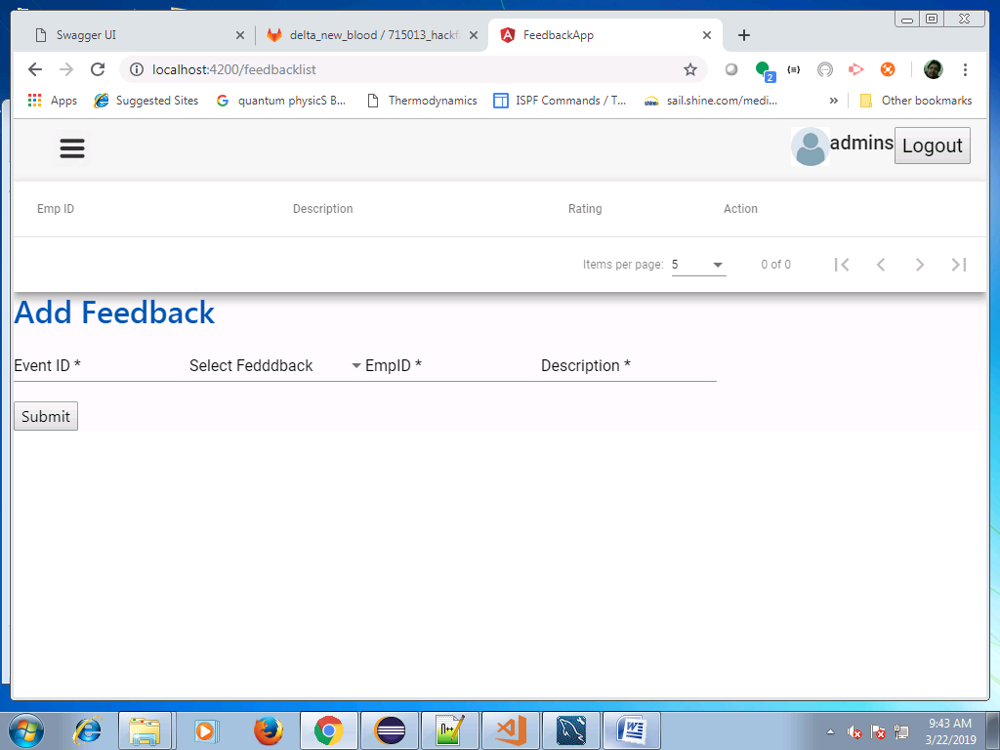 Swagger UI
delta_new_blood / 715013_hackf
FeedbackApp
localhost:4200/feedbacklist
2
Apps
Suggested Sites
quantum physicS B...
Thermodynamics
ISPF Commands / T...
sail.shine.com/medi...
»
Other bookmarks
admins
Logout
Emp ID
Description
Rating
Action
Items per page:
5
0 of 0
Add Feedback
Event ID *
Select Fedddback
EmpID *
Description *
Submit
9:43 AM
3/22/2019